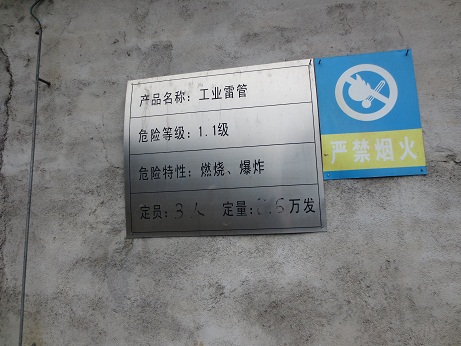 产品名称：工业雷管
危险等级：1.1级
危险特性：燃烧、爆炸
定员：3人 定量：万发
严禁烟火